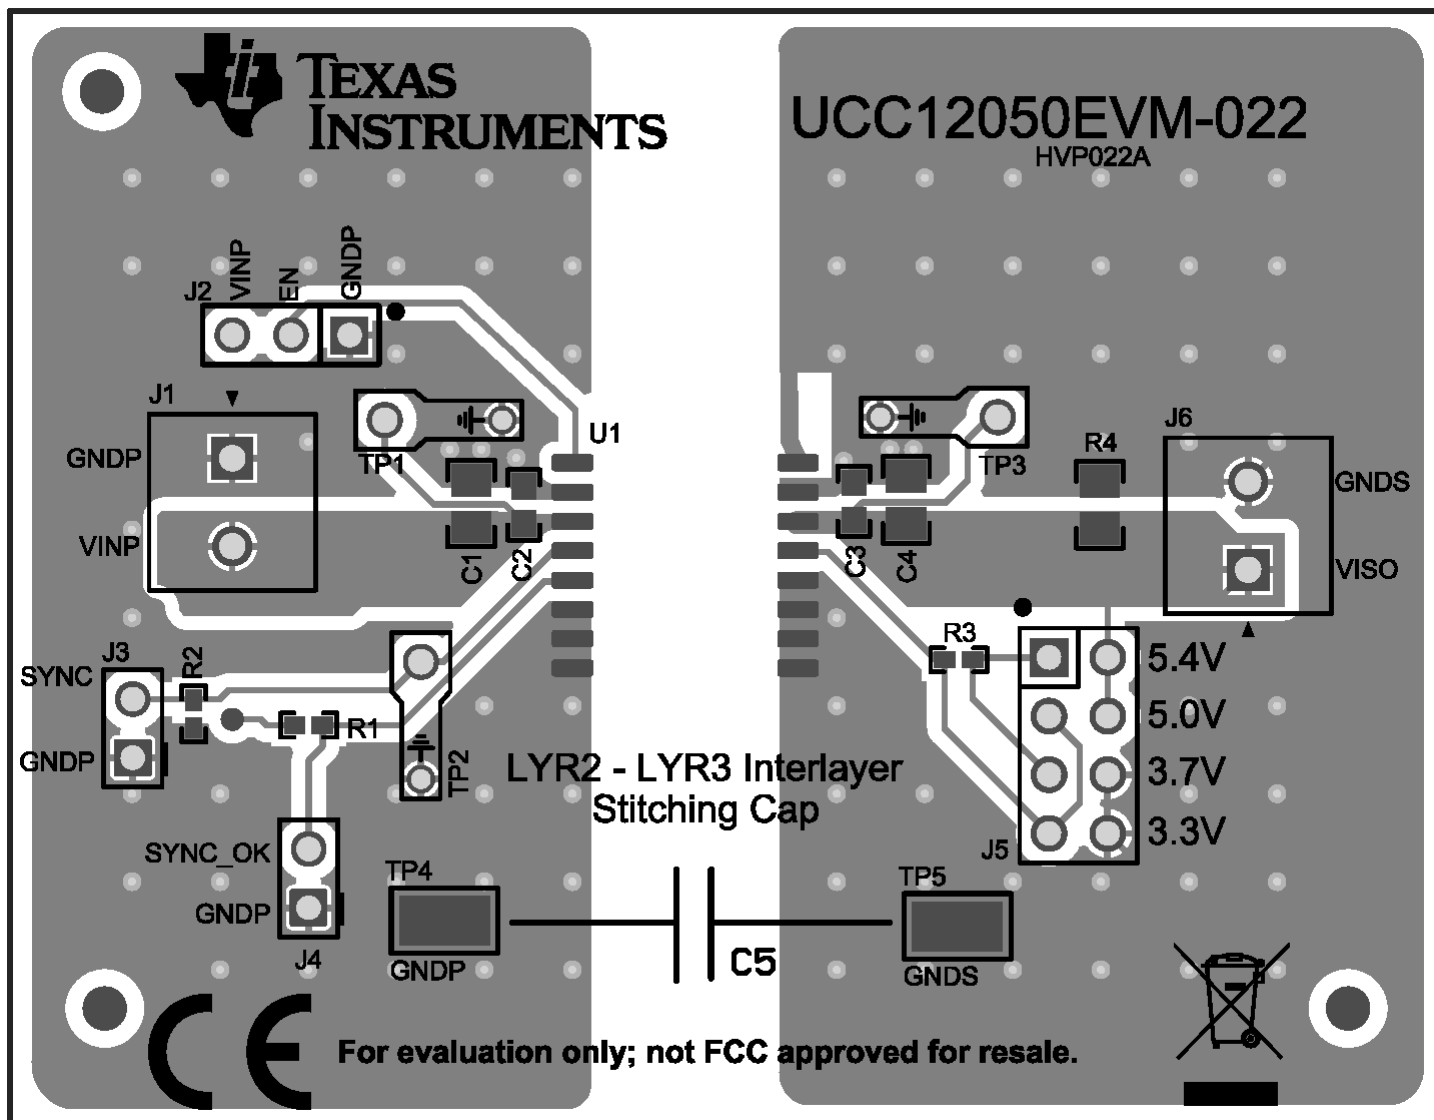 TEXAS
INSTRUMENTS
UCC12050EVM-022
HVP022A
J2
VINP
EN
GNDP
J1
GNDP
VINP
TP1
C1
C2
U1
TP3
C3
C4
R4
J6
GNDS
VISO
J3
SYNC
GNDP
R2
R1
TP2
R3
J5
5.4V
5.0V
3.7V
3.3V
LYR2 - LYR3 Interlayer
Stitching Cap
SYNC_OK
GNDP
J4
TP4
GNDP
C5
TP5
GNDS
CE
For evaluation only; not FCC approved for resale.